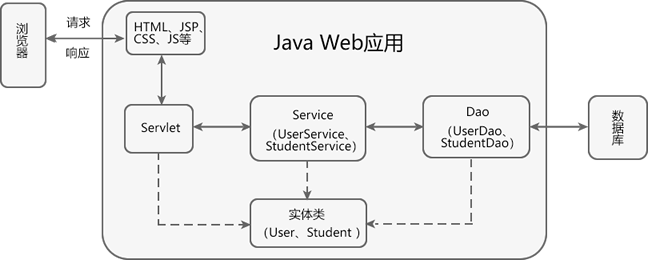 浏览器
请求
响应
HTML、JSP、
CSS、JS等
Java Web应用
Servlet
Service
（UserService、
StudentService）
Dao
（UserDao、
StudentDao）
数据库
实体类
（User、Student ）